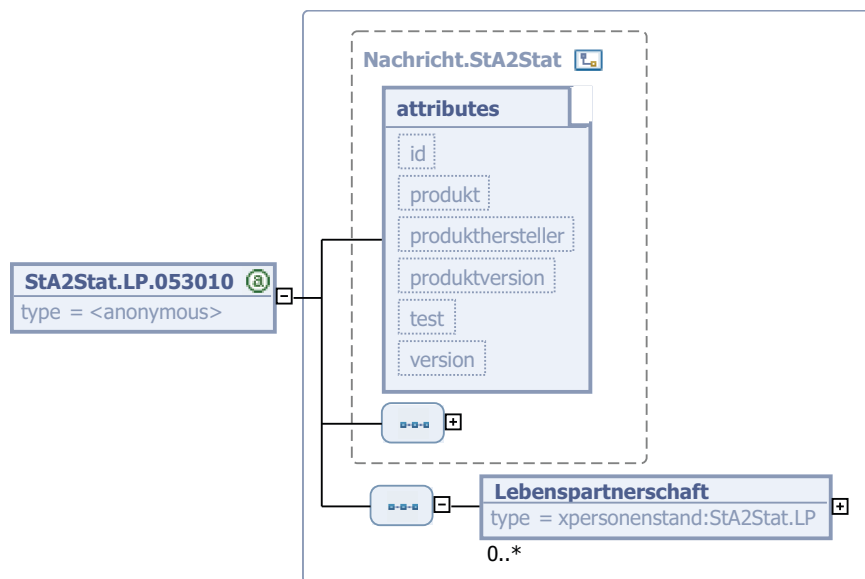 Nachricht.StA2Stat
attributes
id
produkt
produkthersteller
produktversion
test
version
StA2Stat.LP.053010 a
type = <anonymous>
Lebenspartnerschaft
type = xpersonenstand:StA2Stat.LP
0..*